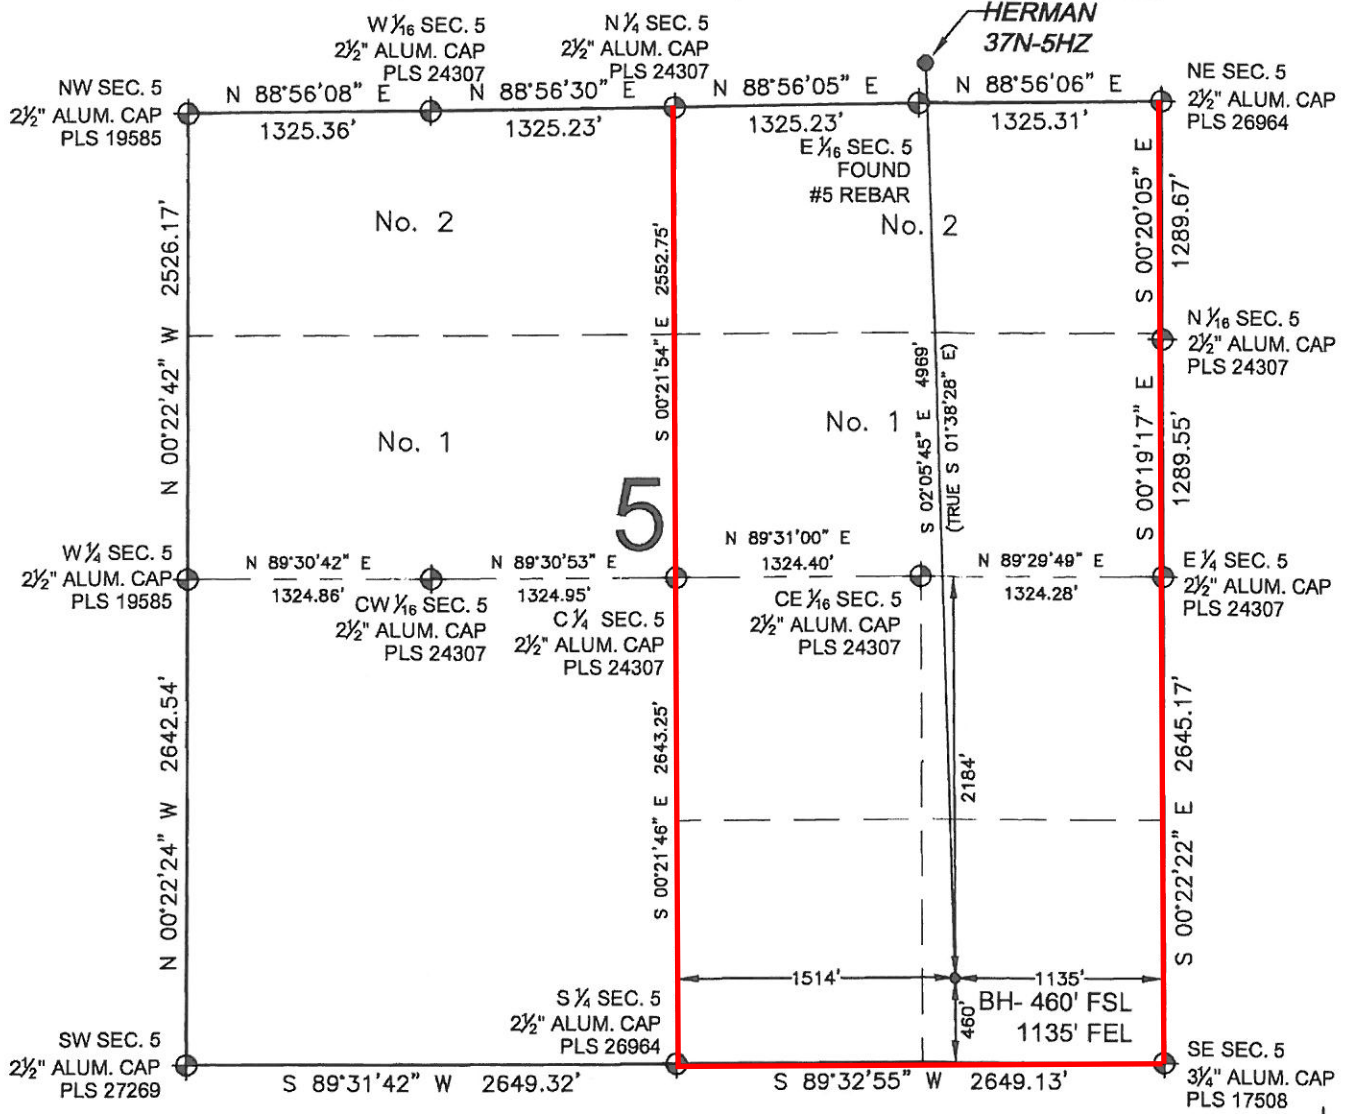 HERMAN
37N-5HZ
W 1⁄16 SEC. 5
2½" ALUM. CAP
PLS 24307
N ¼ SEC. 5
2½" ALUM. CAP
PLS 24307
NW SEC. 5
2½" ALUM. CAP
PLS 19585
NE SEC. 5
2½" ALUM. CAP
PLS 26964
N 88°56'08" E
1325.36'
N 88°56'30" E
1325.23'
N 88°56'05" E
1325.23'
N 88°56'06" E
1325.31'
E 1⁄16 SEC. 5
FOUND
#5 REBAR
No. 2
No. 2
N 00°22'42" W 2526.17'
S 00°21'54" E 2552.75'
S 02°05'45" E 4969'
(TRUE S 01°38'28" E)
S 00°20'05" E
1289.67'
N 1⁄16 SEC. 5
2½" ALUM. CAP
PLS 24307
No. 1
No. 1
S 00°19'17" E
1289.55'
5
W ¼ SEC. 5
2½" ALUM. CAP
PLS 19585
N 89°30'42" E
1324.86'
N 89°30'53" E
1324.95'
N 89°31'00" E
1324.40'
N 89°29'49" E
1324.28'
E ¼ SEC. 5
2½" ALUM. CAP
PLS 24307
CW 1⁄16 SEC. 5
2½" ALUM. CAP
PLS 24307
C ¼ SEC. 5
2½" ALUM. CAP
PLS 24307
CE 1⁄16 SEC. 5
2½" ALUM. CAP
PLS 24307
N 00°22'24" W 2642.54'
S 00°21'46" E 2643.25'
2184'
S 00°22'22" E 2645.17'
1514'
1135'
460'
BH- 460' FSL
1135' FEL
S ¼ SEC. 5
2½" ALUM. CAP
PLS 26964
SW SEC. 5
2½" ALUM. CAP
PLS 27269
S 89°31'42" W 2649.32'
S 89°32'55" W 2649.13'
SE SEC. 5
3¼" ALUM. CAP
PLS 17508